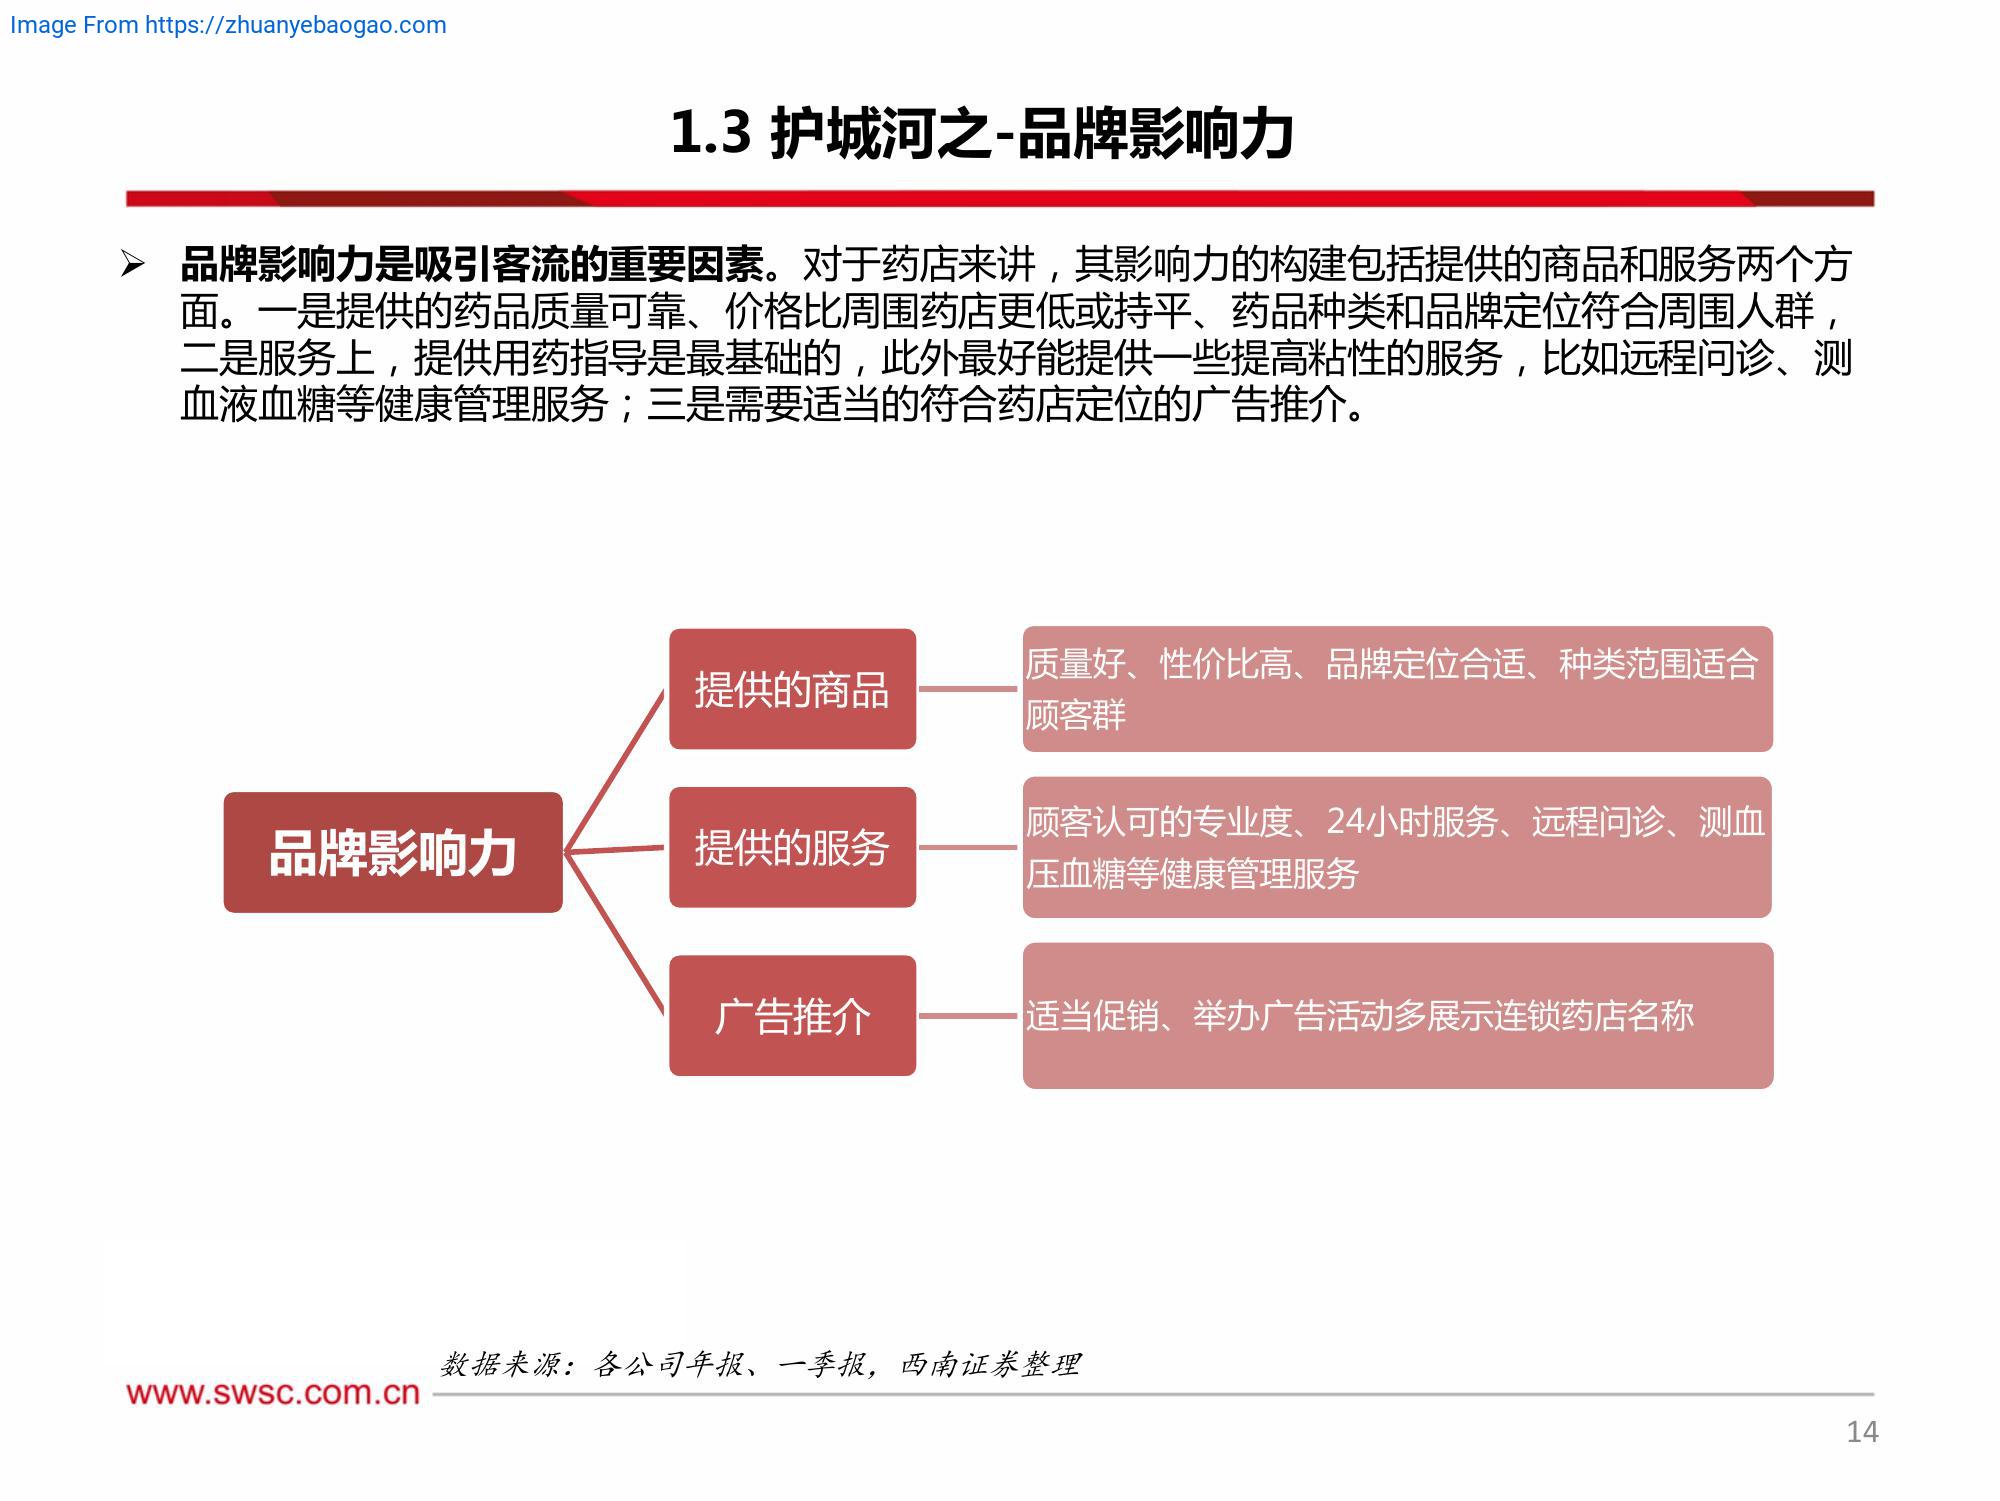 Image From https://zhuanyebaogao.com
1.3 护城河之-品牌影响力
➢ 品牌影响力是吸引客流的重要因素。对于药店来讲，其影响力的构建包括提供的商品和服务两个方
面。一是提供的药品质量可靠、价格比周围药店更低或持平、药品种类和品牌定位符合周围人群，
二是服务上，提供用药指导是最基础的，此外最好能提供一些提高粘性的服务，比如远程问诊、测
血液血糖等健康管理服务；三是需要适当的符合药店定位的广告推介。
品牌影响力
提供的商品
质量好、性价比高、品牌定位合适、种类范围适合
顾客群
提供的服务
顾客认可的专业度、24小时服务、远程问诊、测血
压血糖等健康管理服务
广告推介
适当促销、举办广告活动多展示连锁药店名称
数据来源：各公司年报、一季报，西南证券整理
www.swsc.com.cn
14